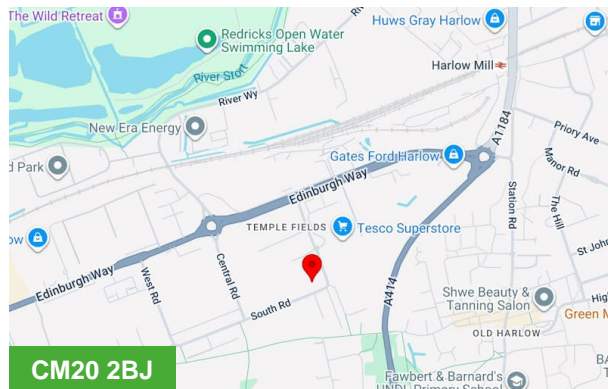 The Wild Retreat
Huws Gray Harlow
Redricks Open Water
Swimming Lake
River Stort
Harlow Mill
River Wy
A1184
New Era Energy
Priory Ave
d Park
Gates Ford Harlow
Manor Rd
Edinburgh Way
Station Rd
The Hill
TEMPLE FIELDS
Tesco Superstore
St John
ow
Central Rd
West Rd
Edinburgh Way
A414
South Rd
Shwe Beauty &
Tanning Salon
Hig
Green M
OLD HARLOW
CM20 2BJ
Fawbert & Barnard's
BA